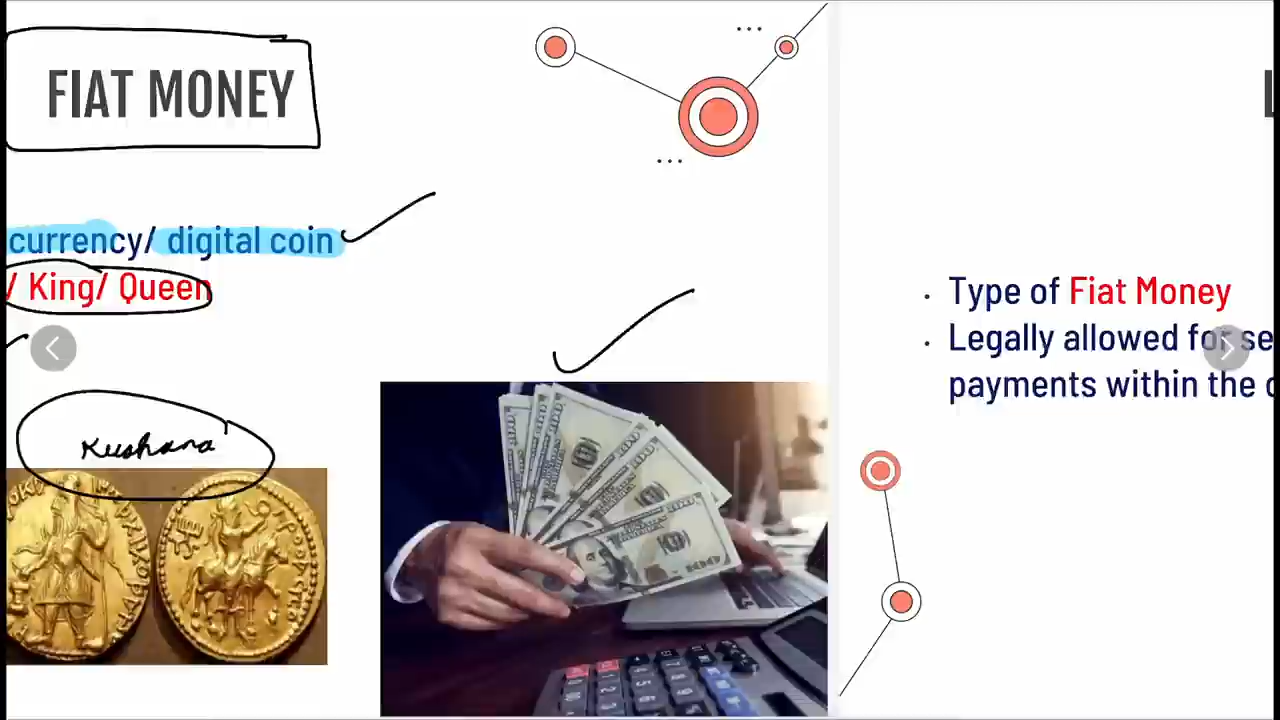 FIAT MONEY
currency/ digital coin
/ King/ Queen
Kushana
100
Type of Fiat Money
Legally allowed for se
payments within the